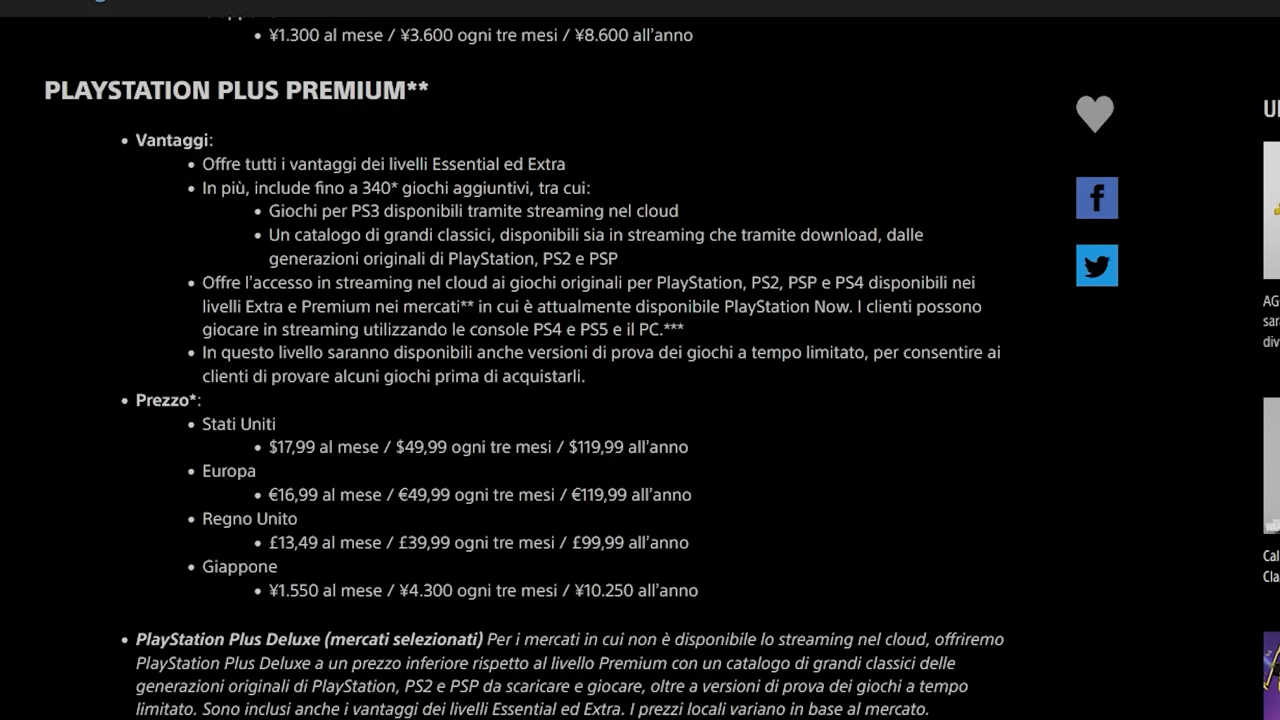 ¥1.300 al mese / ¥3.600 ogni tre mesi / ¥8.600 all'anno
PLAYSTATION PLUS PREMIUM**
• Vantaggi:
• Offre tutti i vantaggi dei livelli Essential ed Extra
• In più, include fino a 340* giochi aggiuntivi, tra cui:
• Giochi per PS3 disponibili tramite streaming nel cloud
• Un catalogo di grandi classici, disponibili sia in streaming che tramite download, dalle
generazioni originali di PlayStation, PS2 e PSP
• Offre l'accesso in streaming nel cloud ai giochi originali per PlayStation, PS2, PSP e PS4 disponibili nei
livelli Extra e Premium nei mercati** in cui è attualmente disponibile PlayStation Now. I clienti possono
giocare in streaming utilizzando le console PS4 e PS5 e il PC.***
• In questo livello saranno disponibili anche versioni di prova dei giochi a tempo limitato, per consentire ai
clienti di provare alcuni giochi prima di acquistarli.
• Prezzo*:
• Stati Uniti
• $17,99 al mese / $49,99 ogni tre mesi / $119,99 all'anno
• Europa
• €16,99 al mese / €49,99 ogni tre mesi / €119,99 all'anno
• Regno Unito
• £13,49 al mese / £39,99 ogni tre mesi / £99,99 all'anno
• Giappone
• ¥1.550 al mese / ¥4.300 ogni tre mesi / ¥10.250 all'anno
• PlayStation Plus Deluxe (mercati selezionati) Per i mercati in cui non è disponibile lo streaming nel cloud, offriremo
PlayStation Plus Deluxe a un prezzo inferiore rispetto al livello Premium con un catalogo di grandi classici delle
generazioni originali di PlayStation, PS2 e PSP da scaricare e giocare, oltre a versioni di prova dei giochi a tempo
limitato. Sono inclusi anche i vantaggi dei livelli Essential ed Extra. I prezzi locali variano in base al mercato.